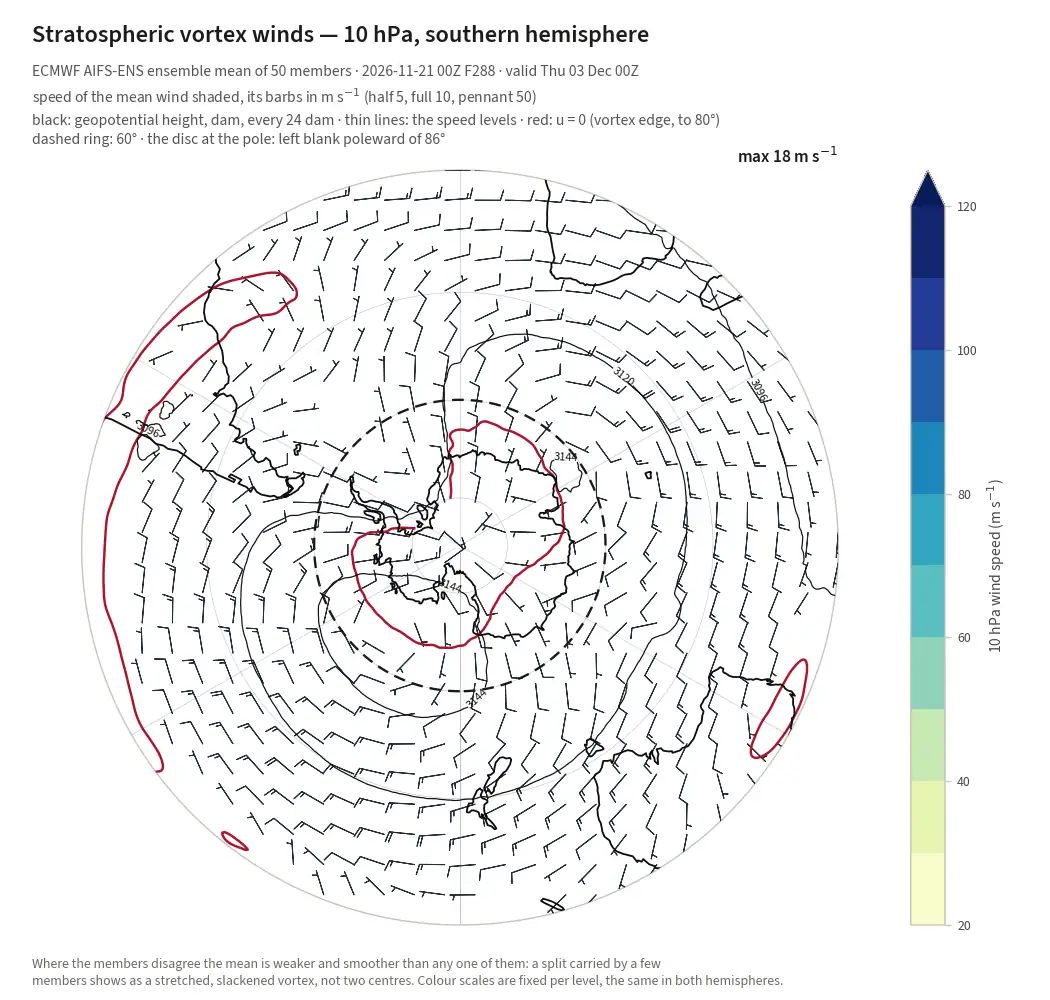 Stratospheric vortex winds — 10 hPa, southern hemisphere
ECMWF AIFS-ENS ensemble mean of 50 members · 2026-11-21 00Z F288 · valid Thu 03 Dec 00Z
speed of the mean wind shaded, its barbs in m s⁻¹ (half 5, full 10, pennant 50)
black: geopotential height, dam, every 24 dam · thin lines: the speed levels · red: u = 0 (vortex edge, to 80°)
dashed ring: 60° · the disc at the pole: left blank poleward of 86°
max 18 m s⁻¹
120
100
80
60
40
20
10 hPa wind speed (m s⁻¹)
3120
3096
3096
3144
3144
3144
Where the members disagree the mean is weaker and smoother than any one of them: a split carried by a few
members shows as a stretched, slackened vortex, not two centres. Colour scales are fixed per level, the same in both hemispheres.